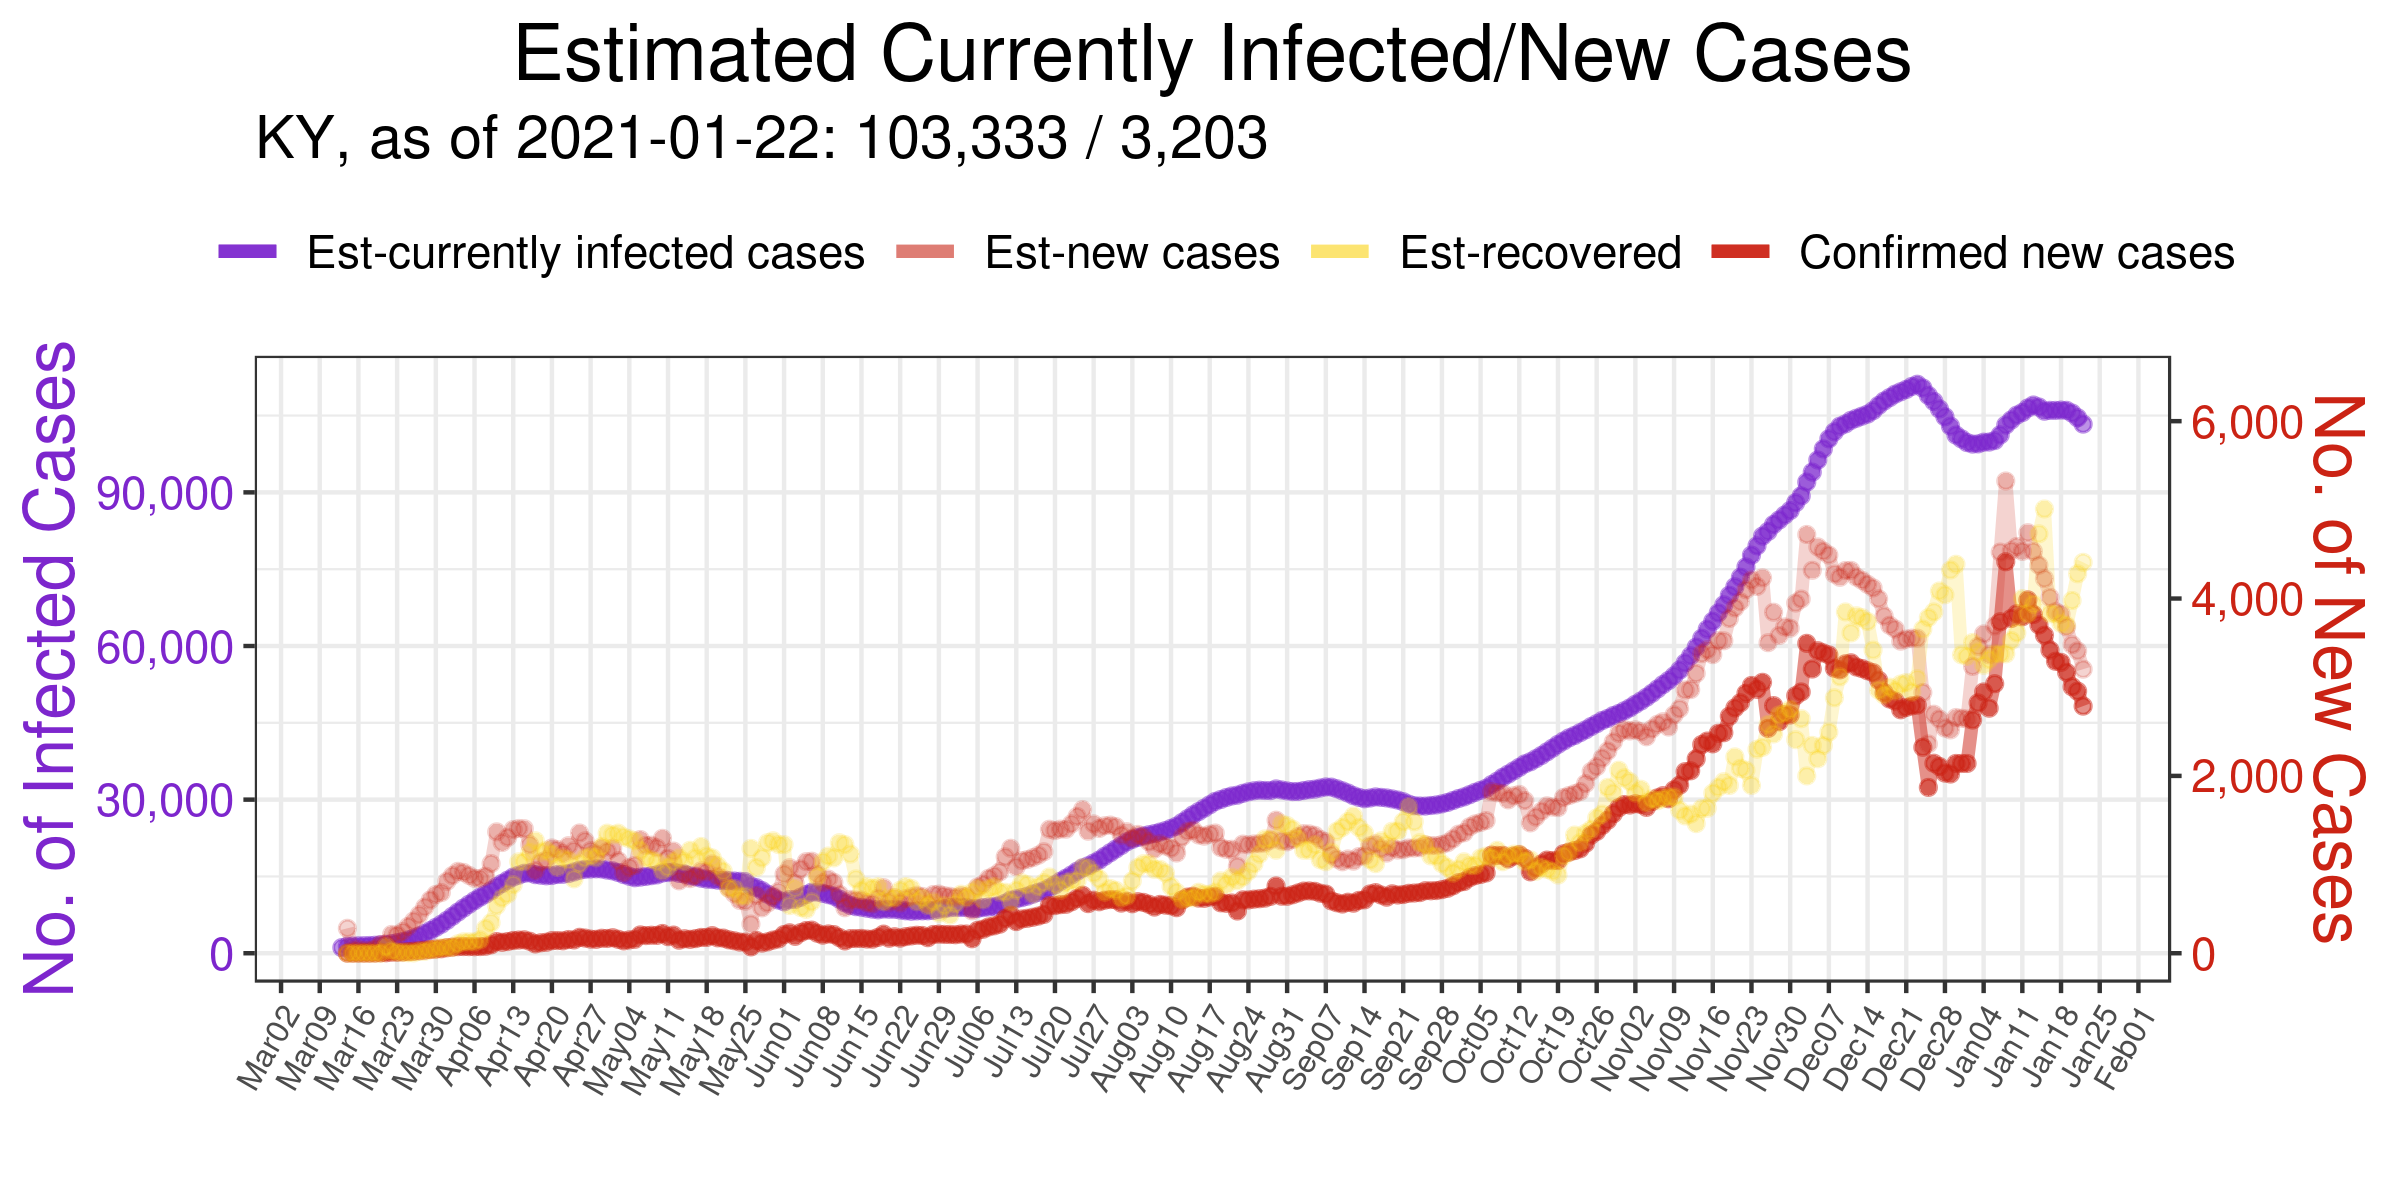 Estimated Currently Infected/New Cases
KY, as of 2021-01-22: 103,333 / 3,203
Est-currently infected cases Est-new cases Est-recovered Confirmed new cases
No. of Infected Cases
90,000
60,000
30,000
0
6,000
4,000
2,000
0
No. of New Cases
Mar02 Mar09 Mar16 Mar23 Mar30 Apr06 Apr13 Apr20 Apr27 May04 May11 May18 May25 Jun01 Jun08 Jun15 Jun22 Jun29 Jul06 Jul13 Jul20 Jul27 Aug03 Aug10 Aug17 Aug24 Aug31 Sep07 Sep14 Sep21 Sep28 Oct05 Oct12 Oct19 Oct26 Nov02 Nov09 Nov16 Nov23 Nov30 Dec07 Dec14 Dec21 Dec28 Jan04 Jan11 Jan18 Jan25 Feb01